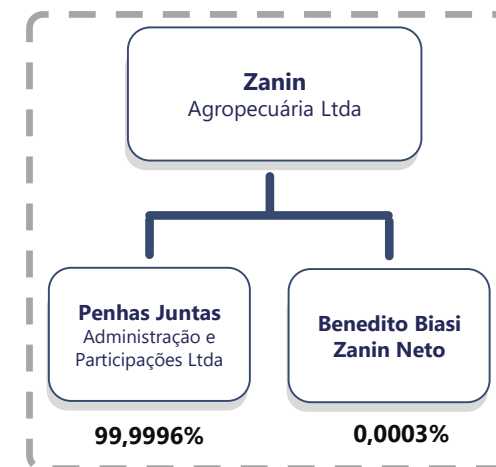 Zanin
Agropecuária Ltda
Penhas Juntas
Administração e
Participações Ltda
Benedito Biasi
Zanin Neto
99,9996%
0,0003%